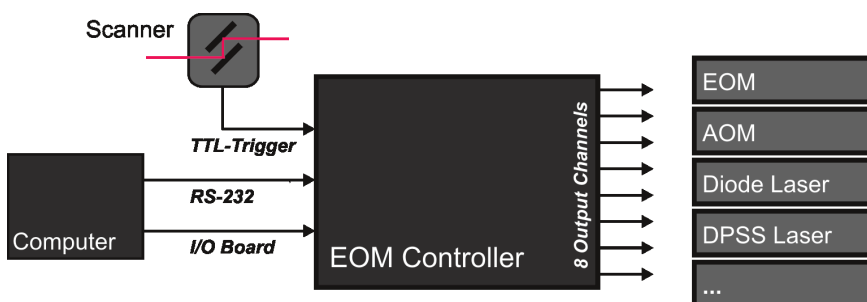 Scanner
TTL-Trigger
RS-232
I/O Board
Computer
EOM Controller
8 Output Channels
EOM
AOM
Diode Laser
DPSS Laser
...